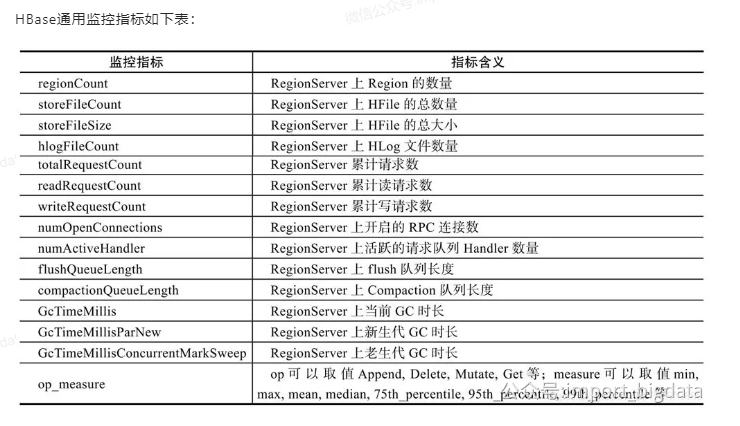 HBase通用监控指标如下表：
监控指标 指标含义
regionCount RegionServer 上 Region 的数量
storeFileCount RegionServer 上 HFile 的总数量
storeFileSize RegionServer 上 HFile 的总大小
hlogFileCount RegionServer 上 HLog 文件数量
totalRequestCount RegionServer 累计请求数
readRequestCount RegionServer 累计读请求数
writeRequestCount RegionServer 累计写请求数
numOpenConnections RegionServer 上开启的 RPC 连接数
numActiveHandler RegionServer 上活跃的请求队列 Handler 数量
flushQueueLength RegionServer 上 flush 队列长度
compactionQueueLength RegionServer 上 Compaction 队列长度
GcTimeMillis RegionServer 上当前 GC 时长
GcTimeMillisParNew RegionServer 上新生代 GC 时长
GcTimeMillisConcurrentMarkSweep RegionServer 上老生代 GC 时长
op_measure op 可以取值 Append, Delete, Mutate, Get 等；measure 可以取值 min,
max, mean, median, 75th_percentile, 95th_percentile, 99th_percentile 等
公众号:import_bigdata